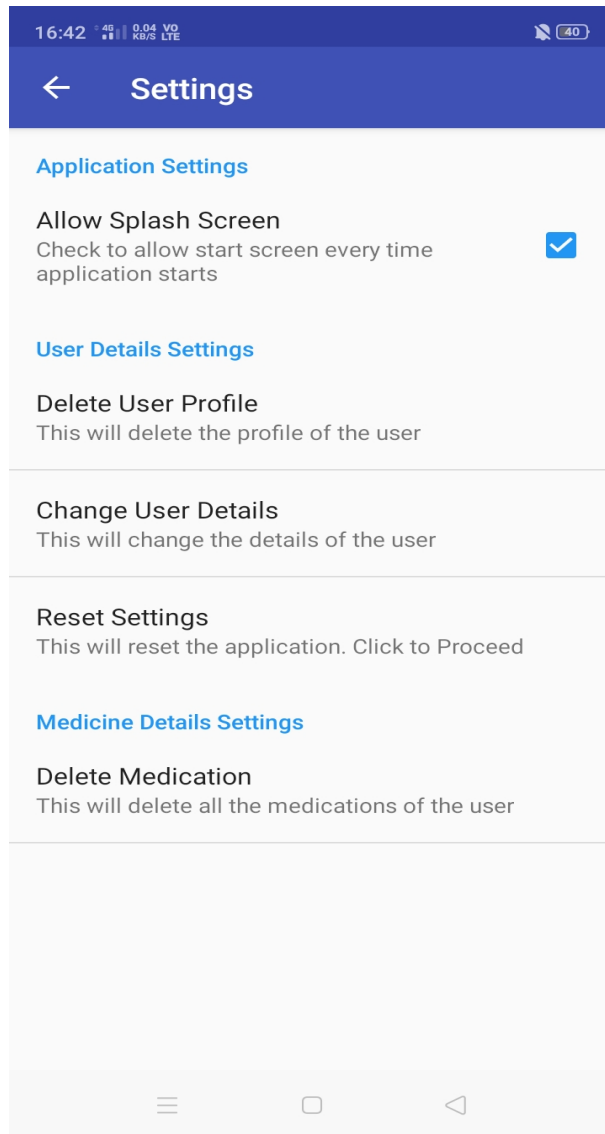 16:42 4G 0.04 KB/S VO LTE 40
Settings
Application Settings
Allow Splash Screen
Check to allow start screen every time
application starts
User Details Settings
Delete User Profile
This will delete the profile of the user
Change User Details
This will change the details of the user
Reset Settings
This will reset the application. Click to Proceed
Medicine Details Settings
Delete Medication
This will delete all the medications of the user